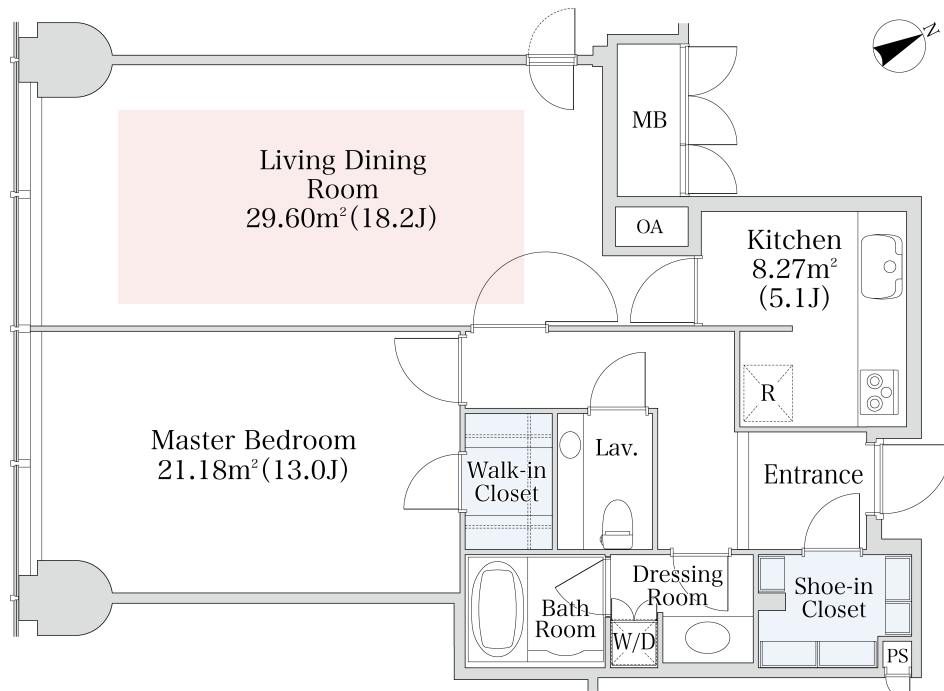 N
MB
Living Dining
Room
29.60m²(18.2J)
OA
Kitchen
8.27m²
(5.1J)
R
Master Bedroom
21.18m²(13.0J)
Walk-in
Closet
Lav.
Entrance
Dressing
Room
Bath
Room
W/D
Shoe-in
Closet
PS